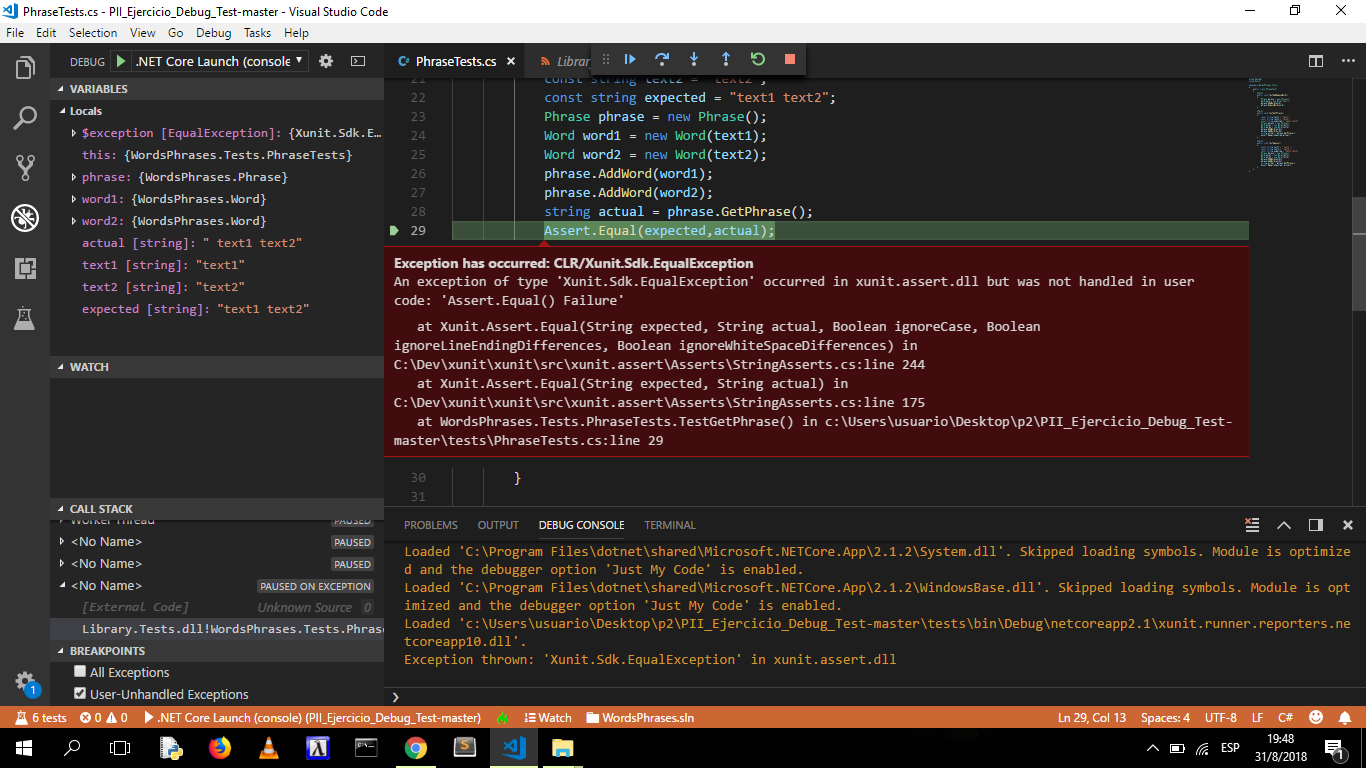 PhraseTests.cs - PII_Ejercicio_Debug_Test-master - Visual Studio Code
File Edit Selection View Go Debug Tasks Help
DEBUG .NET Core Launch (console
VARIABLES
Locals
$exception [EqualException]: {Xunit.Sdk.E…
this: {WordsPhrases.Tests.PhraseTests}
phrase: {WordsPhrases.Phrase}
word1: {WordsPhrases.Word}
word2: {WordsPhrases.Word}
actual [string]: " text1 text2"
text1 [string]: "text1"
text2 [string]: "text2"
expected [string]: "text1 text2"
WATCH
CALL STACK
Worker Thread PAUSED
<No Name> PAUSED
<No Name> PAUSED
<No Name> PAUSED ON EXCEPTION
[External Code] Unknown Source 0
Library.Tests.dll!WordsPhrases.Tests.Phrase
BREAKPOINTS
All Exceptions
User-Unhandled Exceptions
PhraseTests.cs
Library
21 const string text2 = "text2";
22 const string expected = "text1 text2";
23 Phrase phrase = new Phrase();
24 Word word1 = new Word(text1);
25 Word word2 = new Word(text2);
26 phrase.AddWord(word1);
27 phrase.AddWord(word2);
28 string actual = phrase.GetPhrase();
29 Assert.Equal(expected,actual);
Exception has occurred: CLR/Xunit.Sdk.EqualException
An exception of type 'Xunit.Sdk.EqualException' occurred in xunit.assert.dll but was not handled in user
code: 'Assert.Equal() Failure'
at Xunit.Assert.Equal(String expected, String actual, Boolean ignoreCase, Boolean
ignoreLineEndingDifferences, Boolean ignoreWhiteSpaceDifferences) in
C:\Dev\xunit\xunit\src\xunit.assert\Asserts\StringAsserts.cs:line 244
at Xunit.Assert.Equal(String expected, String actual) in
C:\Dev\xunit\xunit\src\xunit.assert\Asserts\StringAsserts.cs:line 175
at WordsPhrases.Tests.PhraseTests.TestGetPhrase() in c:\Users\usuario\Desktop\p2\PII_Ejercicio_Debug_Test-
master\tests\PhraseTests.cs:line 29
30 }
31
PROBLEMS OUTPUT DEBUG CONSOLE TERMINAL
Loaded 'C:\Program Files\dotnet\shared\Microsoft.NETCore.App\2.1.2\System.dll'. Skipped loading symbols. Module is optimize
d and the debugger option 'Just My Code' is enabled.
Loaded 'C:\Program Files\dotnet\shared\Microsoft.NETCore.App\2.1.2\WindowsBase.dll'. Skipped loading symbols. Module is opt
imized and the debugger option 'Just My Code' is enabled.
Loaded 'c:\Users\usuario\Desktop\p2\PII_Ejercicio_Debug_Test-master\tests\bin\Debug\netcoreapp2.1\xunit.runner.reporters.ne
tcoreapp10.dll'.
Exception thrown: 'Xunit.Sdk.EqualException' in xunit.assert.dll
1
6 tests 0 0 .NET Core Launch (console) (PII_Ejercicio_Debug_Test-master) Watch WordsPhrases.sln Ln 29, Col 13 Spaces: 4 UTF-8 LF C#
ESP
19:48
31/8/2018
1